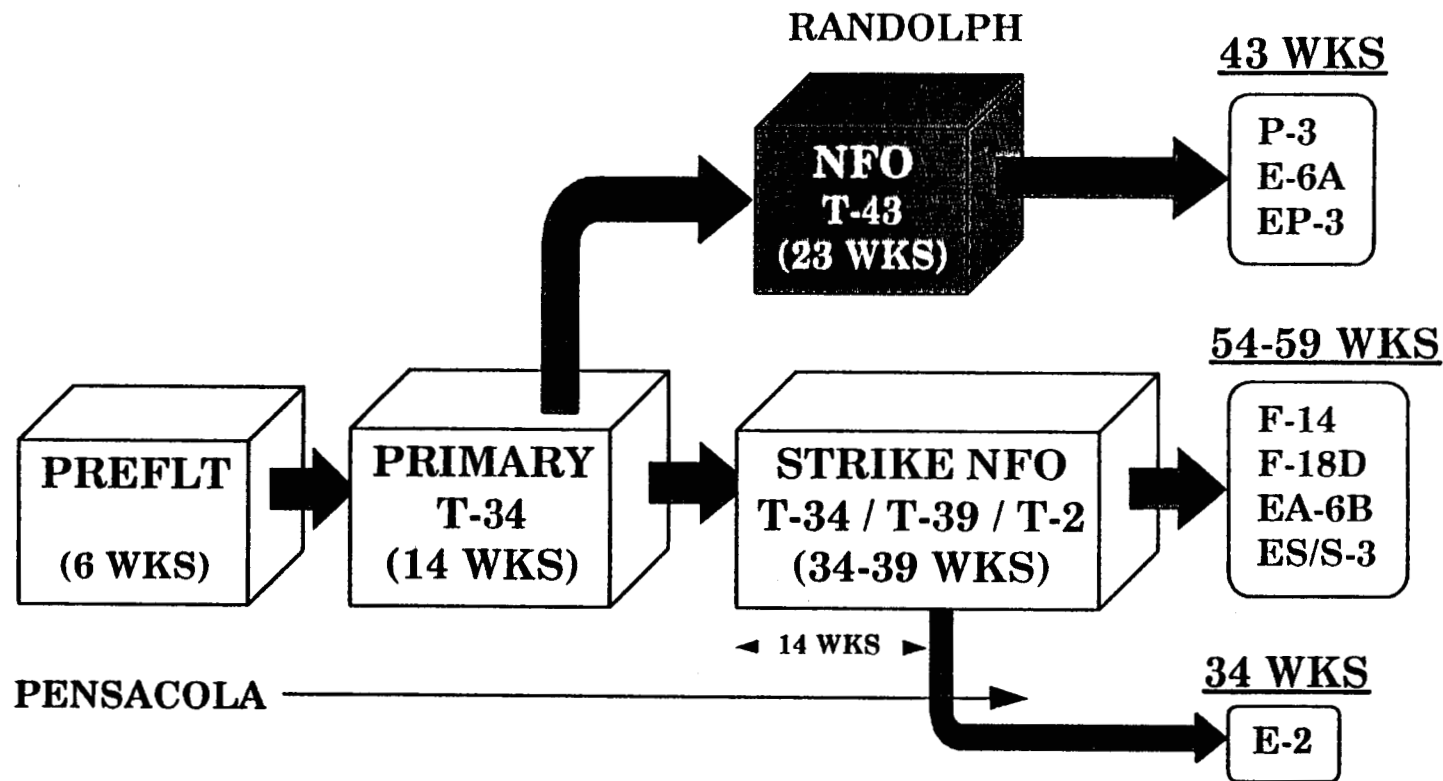 RANDOLPH
NFO
T-43
(23 WKS)
43 WKS
P-3
E-6A
EP-3
PREFLT
(6 WKS)
PRIMARY
T-34
(14 WKS)
STRIKE NFO
T-34 / T-39 / T-2
(34-39 WKS)
54-59 WKS
F-14
F-18D
EA-6B
ES/S-3
14 WKS
PENSACOLA
34 WKS
E-2